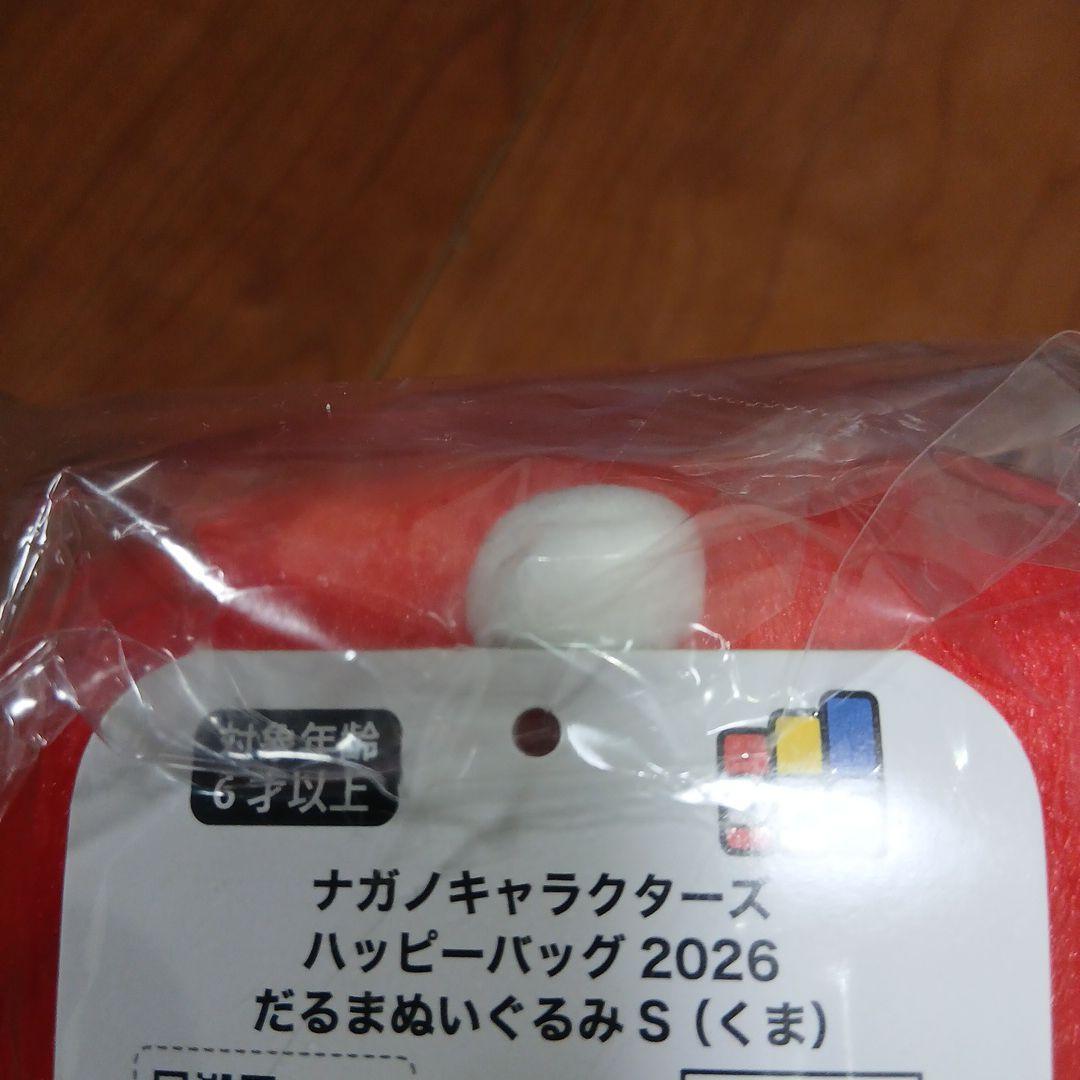 対象年齢
6才以上
ナガノキャラクターズ
ハッピーバッグ 2026
だるまぬいぐるみ S（くま）